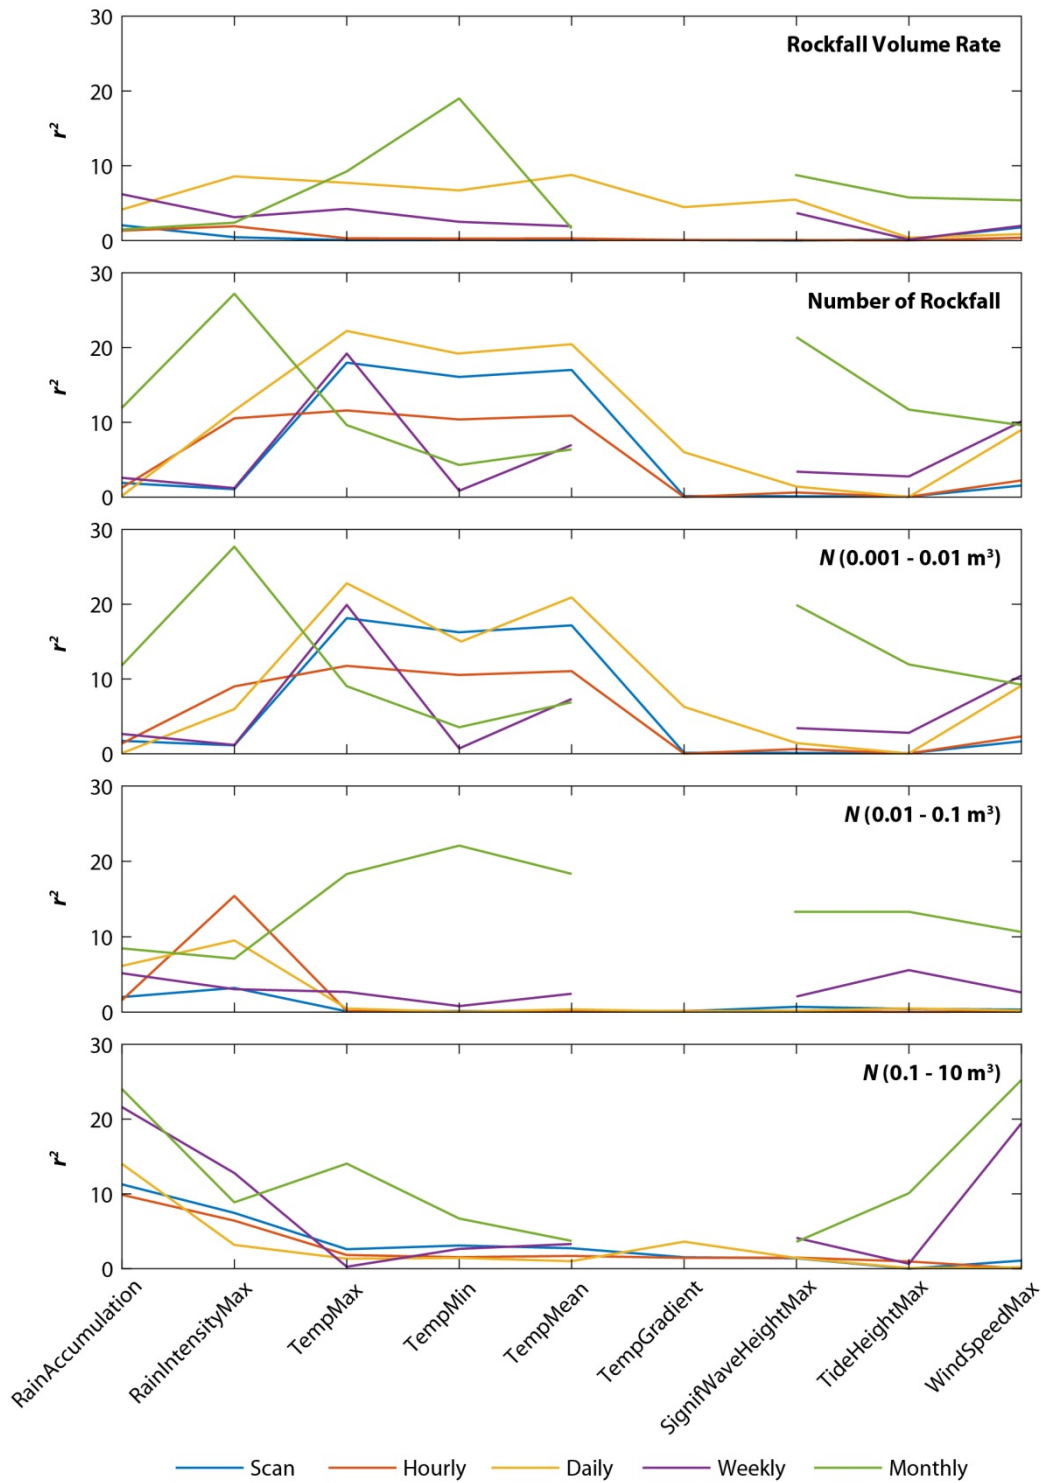 30
Rockfall Volume Rate
20
r²
10
0
30
Number of Rockfall
20
r²
10
0
30
N (0.001 - 0.01 m³)
20
r²
10
0
30
N (0.01 - 0.1 m³)
20
r²
10
0
30
N (0.1 - 10 m³)
20
r²
10
0
RainAccumulation
RainIntensityMax
TempMax
TempMin
TempMean
TempGradient
SignifWaveHeightMax
TideHeightMax
WindSpeedMax
Scan Hourly Daily Weekly Monthly